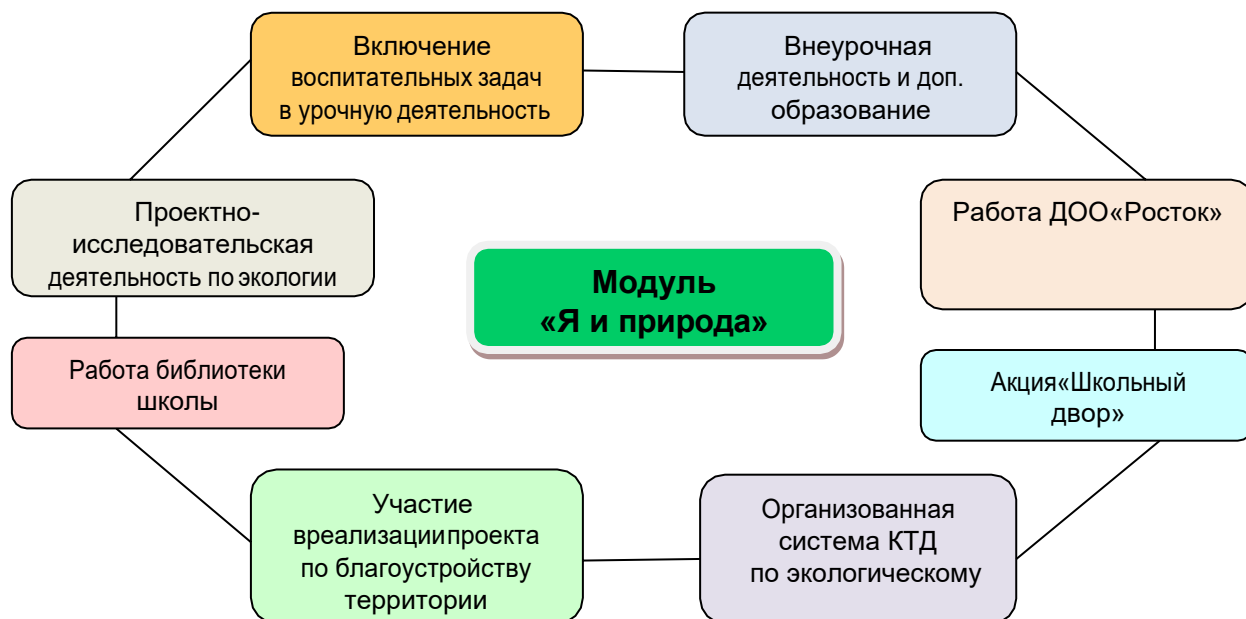 Включение
воспитательных задач
в урочную деятельность
Внеурочная
деятельность и доп.
образование
Проектно-
исследовательская
деятельность по экологии
Работа ДОО«Росток»
Модуль
«Я и природа»
Работа библиотеки
школы
Акция«Школьный
двор»
Участие
вреализациипроекта
по благоустройству
территории
Организованная
система КТД
по экологическому